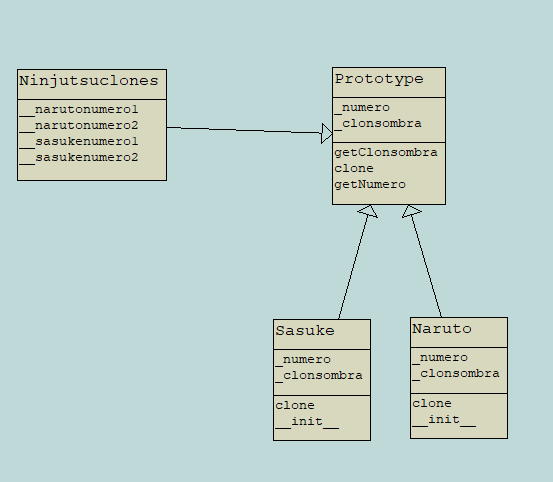 Ninjutsuclones
__narutonumero1
__narutonumero2
__sasukenumero1
__sasukenumero2
Prototype
_numero
_clonsombra
getClonsombra
clone
getNumero
Sasuke
_numero
_clonsombra
clone
__init__
Naruto
_numero
_clonsombra
clone
__init__